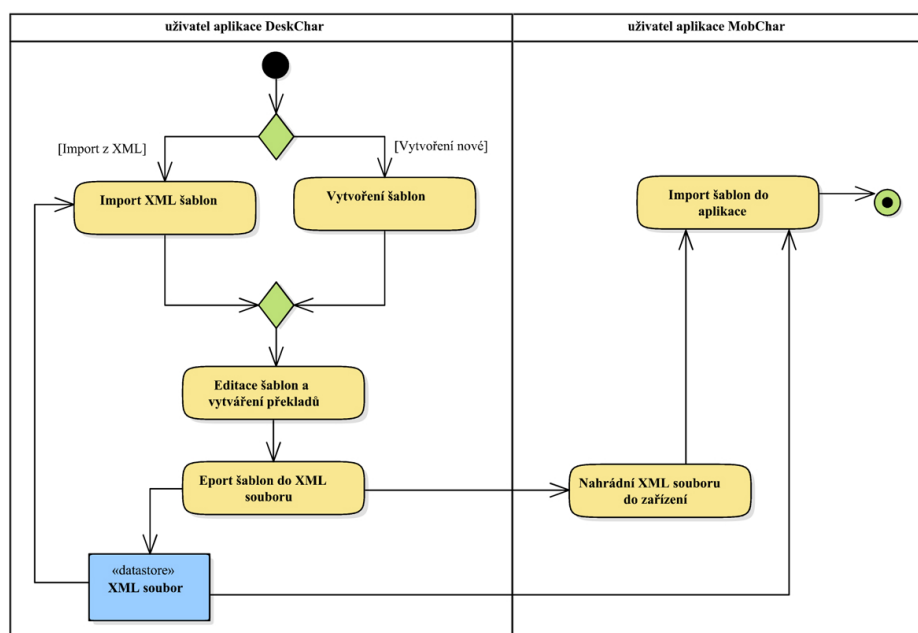 uživatel aplikace DeskChar
uživatel aplikace MobChar
[Import z XML]
[Vytvoření nové]
Import XML šablon
Vytvoření šablon
Import šablon do
aplikace
Editace šablon a
vytváření překladů
Eport šablon do XML
souboru
Nahrádní XML souboru
do zařízení
«datastore»
XML soubor